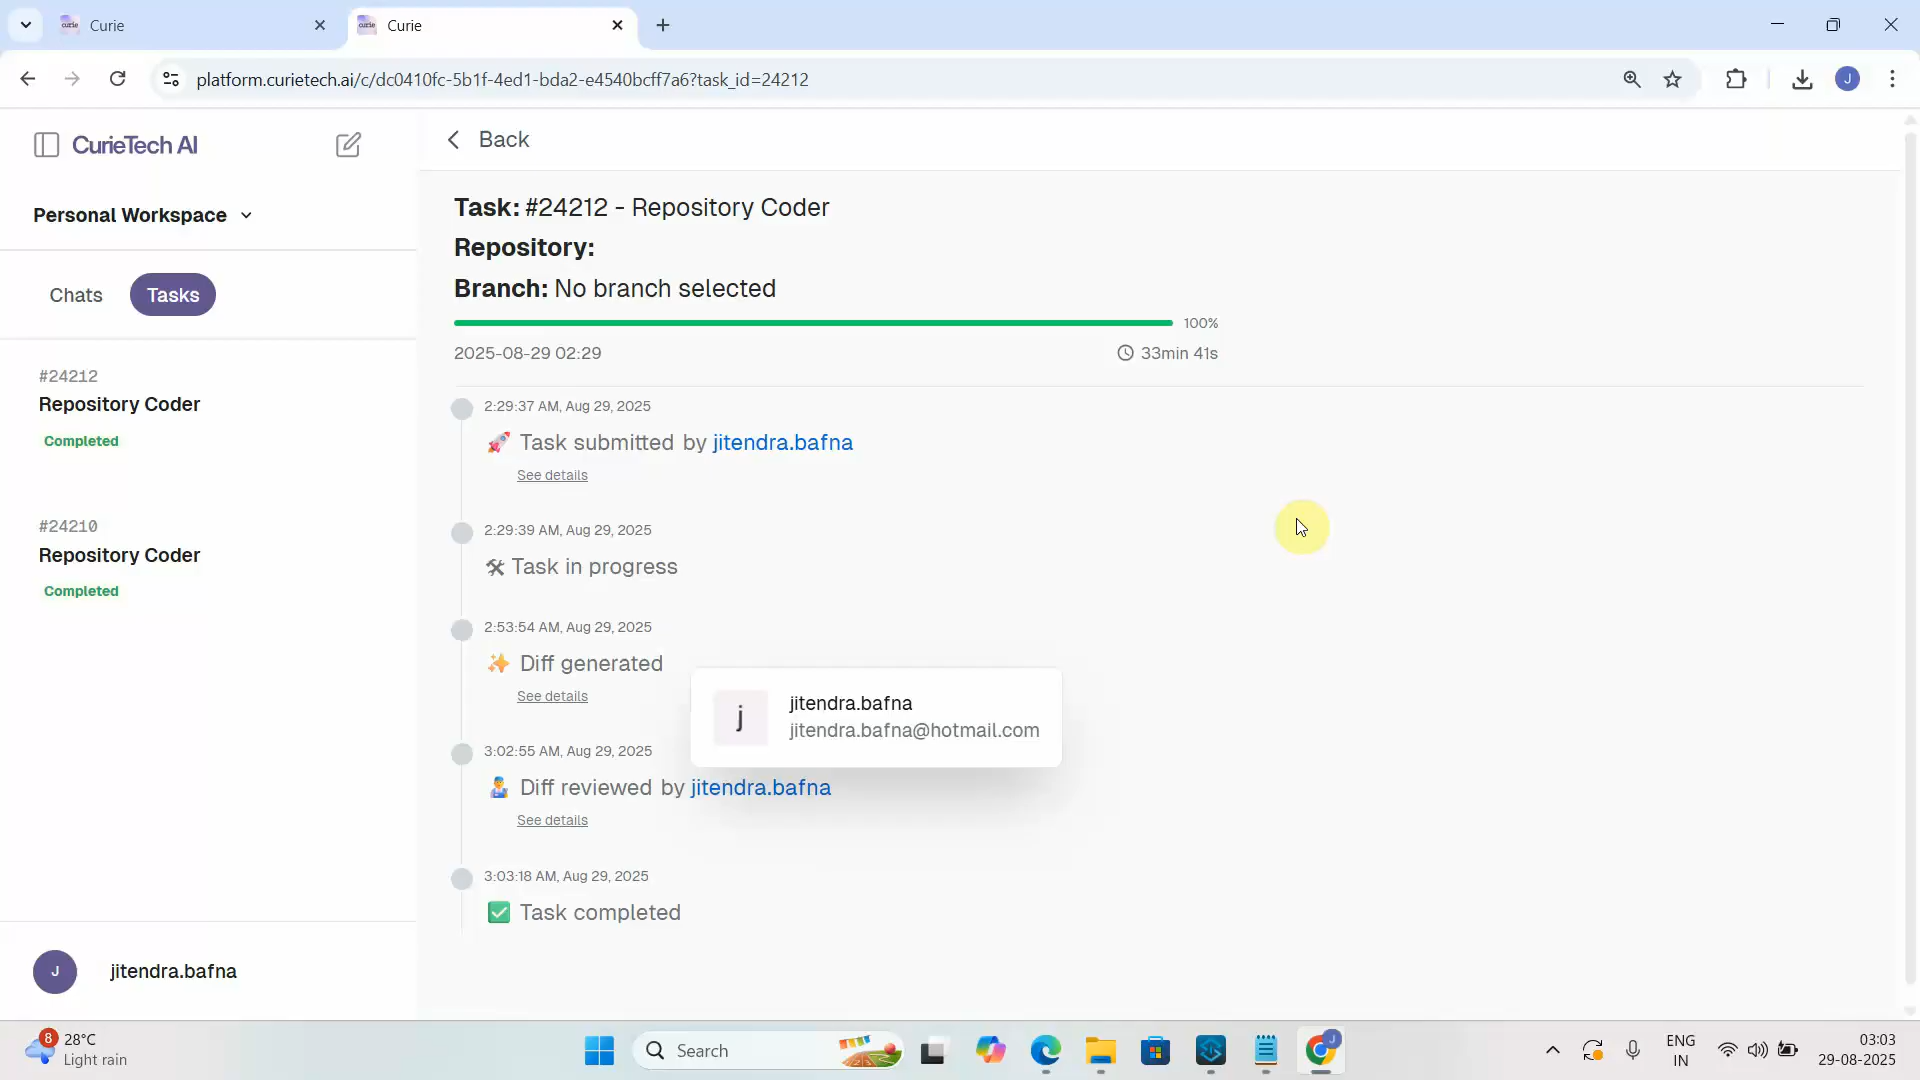 Curie
Curie
platform.curietech.ai/c/dc0410fc-5b1f-4ed1-bda2-e4540bcff7a6?task_id=24212
J
CurieTech AI
Back
Personal Workspace
Chats
Tasks
#24212
Repository Coder
Completed
#24210
Repository Coder
Completed
J
jitendra.bafna
Task: #24212 - Repository Coder
Repository:
Branch: No branch selected
100%
2025-08-29 02:29
33min 41s
2:29:37 AM, Aug 29, 2025
Task submitted by jitendra.bafna
See details
2:29:39 AM, Aug 29, 2025
Task in progress
2:53:54 AM, Aug 29, 2025
Diff generated
See details
j
jitendra.bafna
jitendra.bafna@hotmail.com
3:02:55 AM, Aug 29, 2025
Diff reviewed by jitendra.bafna
See details
3:03:18 AM, Aug 29, 2025
Task completed
8
28°C
Light rain
Search
J
ENG
IN
03:03
29-08-2025